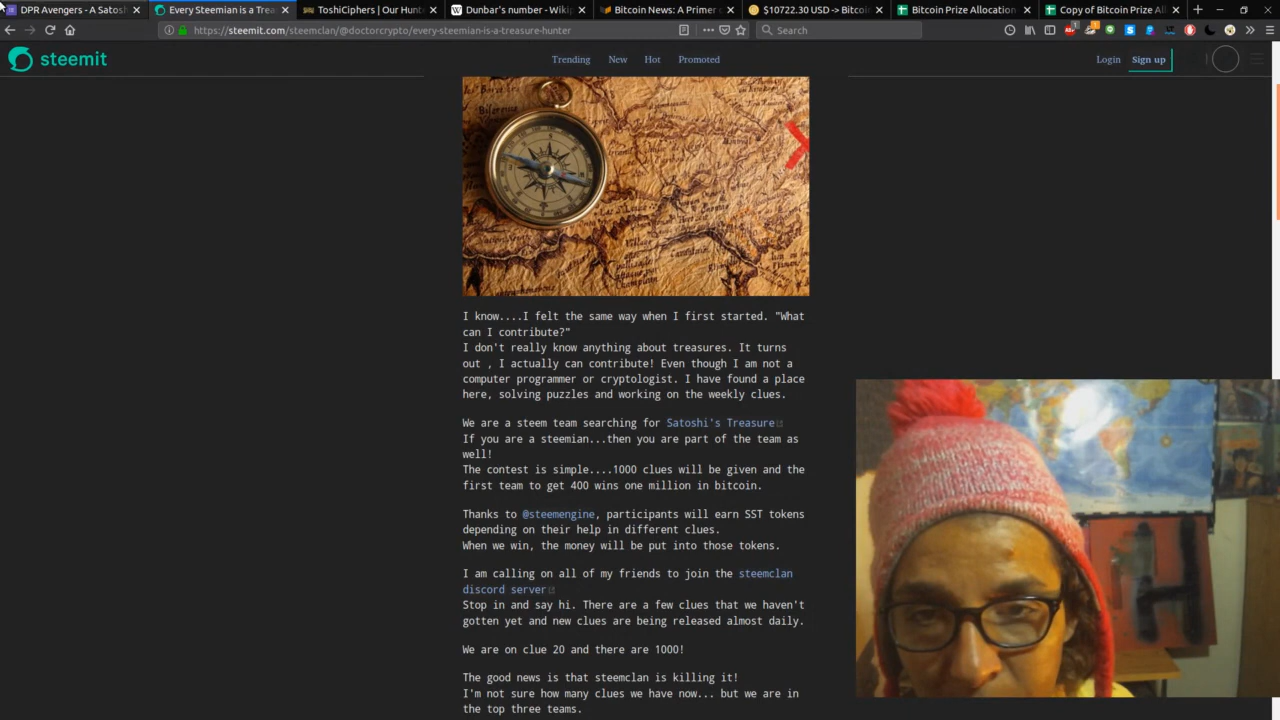 DPR Avengers - A Satosh
Every Steemian is a Trea
ToshiCiphers | Our Hunt
Dunbar's number - Wikip
Bitcoin News: A Primer c
$10722.30 USD -> Bitcoi
Bitcoin Prize Allocation
Copy of Bitcoin Prize All
https://steemit.com/steemclan/@doctorcrypto/every-steemian-is-a-treasure-hunter
Search
steemit
Trending New Hot Promoted
Login Sign up
I know....I felt the same way when I first started. "What
can I contribute?"
I don't really know anything about treasures. It turns
out , I actually can contribute! Even though I am not a
computer programmer or cryptologist. I have found a place
here, solving puzzles and working on the weekly clues.
We are a steem team searching for Satoshi's Treasure
If you are a steemian...then you are part of the team as
well!
The contest is simple....1000 clues will be given and the
first team to get 400 wins one million in bitcoin.
Thanks to @steemengine, participants will earn SST tokens
depending on their help in different clues.
When we win, the money will be put into those tokens.
I am calling on all of my friends to join the steemclan
discord server
Stop in and say hi. There are a few clues that we haven't
gotten yet and new clues are being released almost daily.
We are on clue 20 and there are 1000!
The good news is that steemclan is killing it!
I'm not sure how many clues we have now... but we are in
the top three teams.
H